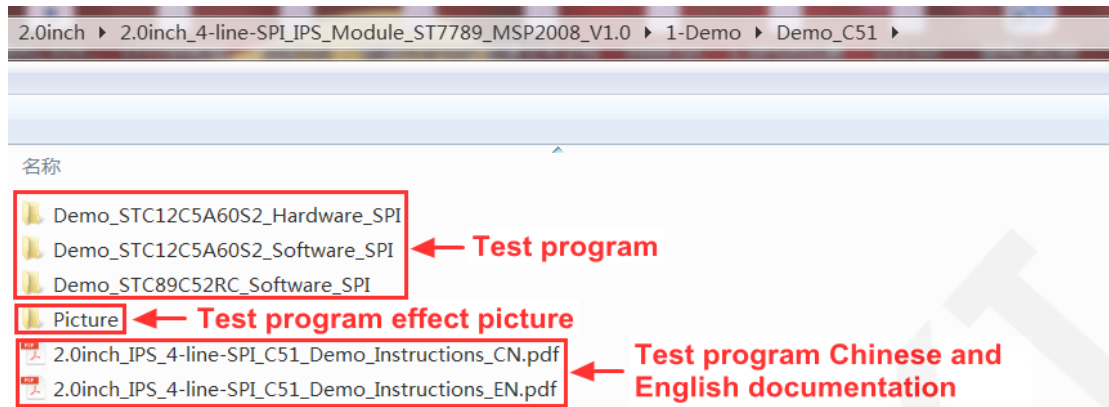 2.0inch ▸ 2.0inch_4-line-SPI_IPS_Module_ST7789_MSP2008_V1.0 ▸ 1-Demo ▸ Demo_C51 ▸
名称
Demo_STC12C5A60S2_Hardware_SPI
Demo_STC12C5A60S2_Software_SPI
Test program
Demo_STC89C52RC_Software_SPI
Picture
Test program effect picture
2.0inch_IPS_4-line-SPI_C51_Demo_Instructions_CN.pdf
2.0inch_IPS_4-line-SPI_C51_Demo_Instructions_EN.pdf
Test program Chinese and
English documentation